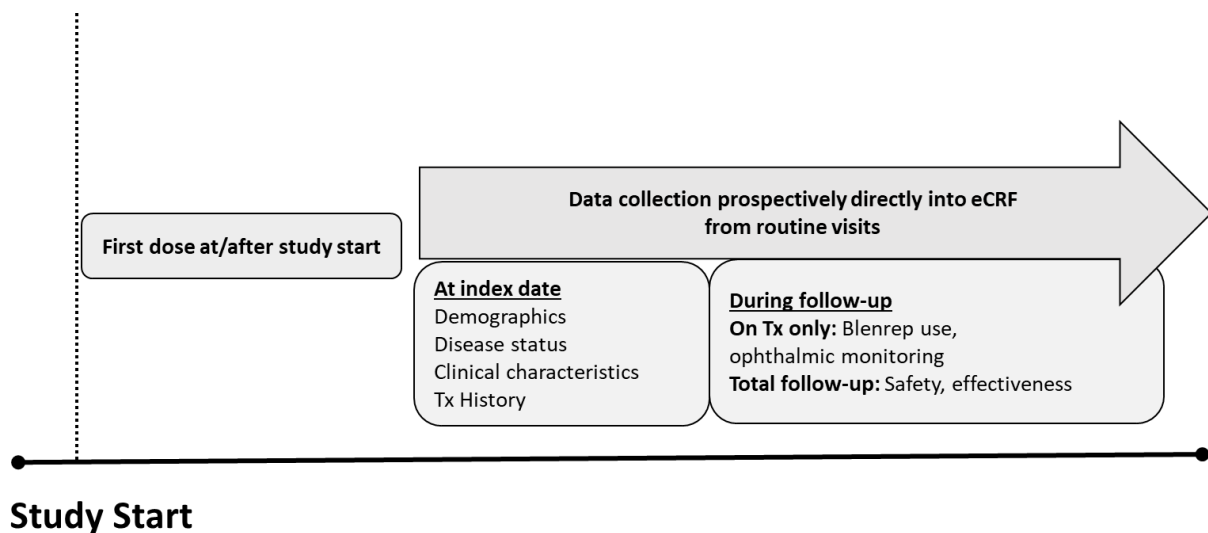 Data collection prospectively directly into eCRF
from routine visits
First dose at/after study start
At index date
Demographics
Disease status
Clinical characteristics
Tx History
During follow-up
On Tx only: Blenrep use,
ophthalmic monitoring
Total follow-up: Safety, effectiveness
Study Start